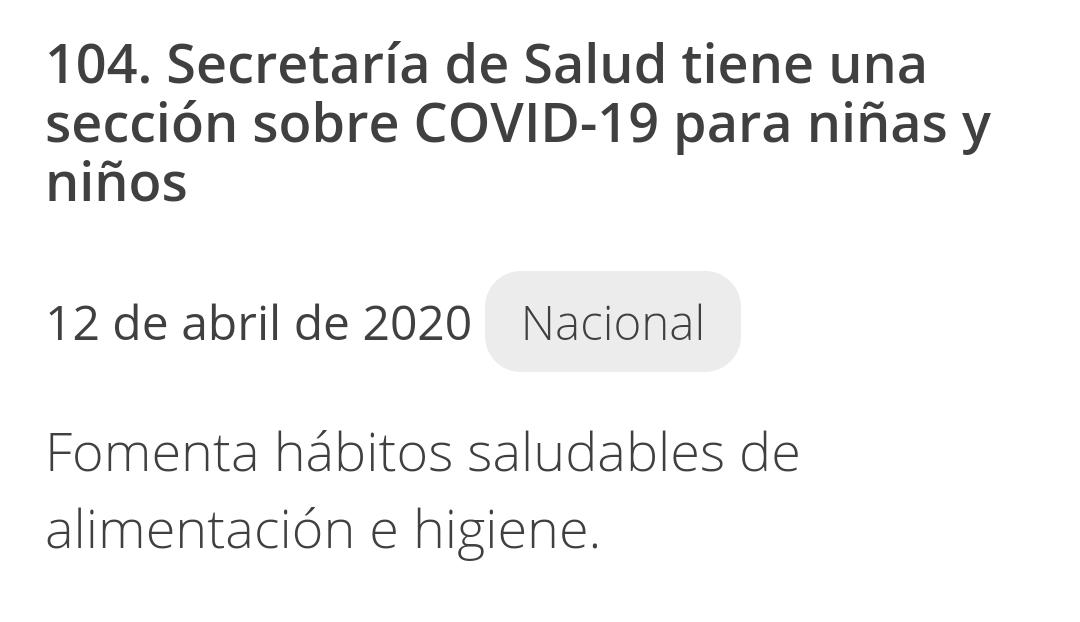 104. Secretaría de Salud tiene una
sección sobre COVID-19 para niñas y
niños
12 de abril de 2020 Nacional
Fomenta hábitos saludables de
alimentación e higiene.